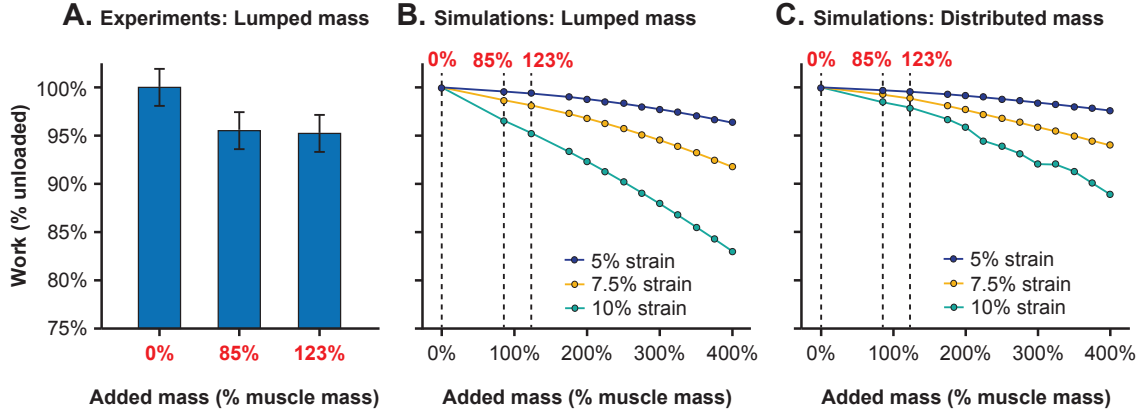 A. Experiments: Lumped mass
B. Simulations: Lumped mass
C. Simulations: Distributed mass
0% 85% 123%
0% 85% 123%
Work (% unloaded)
100%
95%
90%
85%
80%
75%
5% strain
7.5% strain
10% strain
5% strain
7.5% strain
10% strain
0% 85% 123%
0% 100% 200% 300% 400%
0% 100% 200% 300% 400%
Added mass (% muscle mass)
Added mass (% muscle mass)
Added mass (% muscle mass)